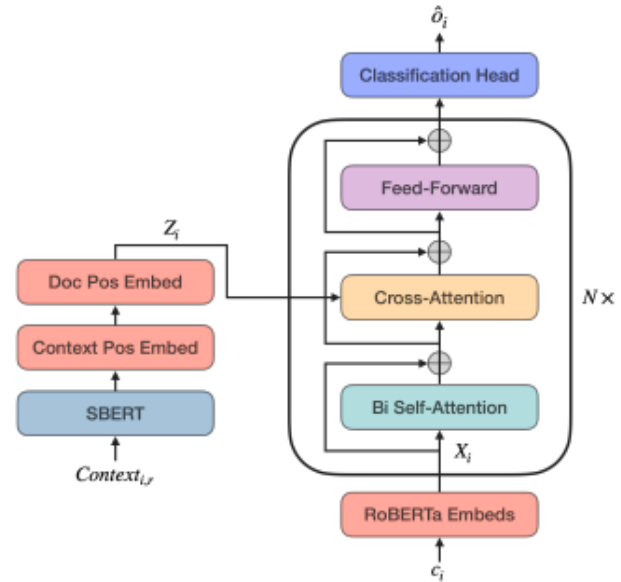 ô_i
Classification Head
Feed-Forward
Z_i
Doc Pos Embed
Cross-Attention
N ×
Context Pos Embed
SBERT
Bi Self-Attention
Context_{i,r}
X_i
RoBERTa Embeds
c_i